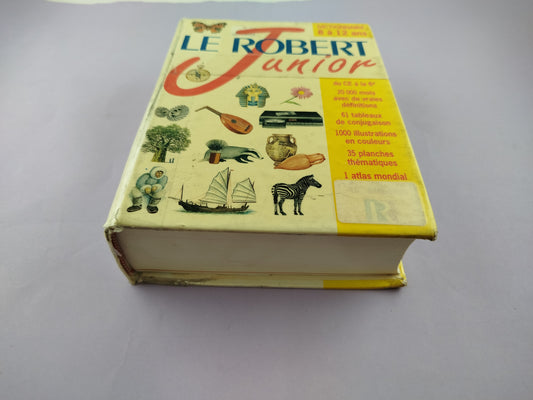 DICTIONNAIRE
8 à 12 ans
LE ROBERT
Junior
du CE à la 6e
20 000 mots
avec de vraies
définitions
61 tableaux
de conjugaison
1000 illustrations
en couleurs
35 planches
thématiques
1 atlas mondial
R